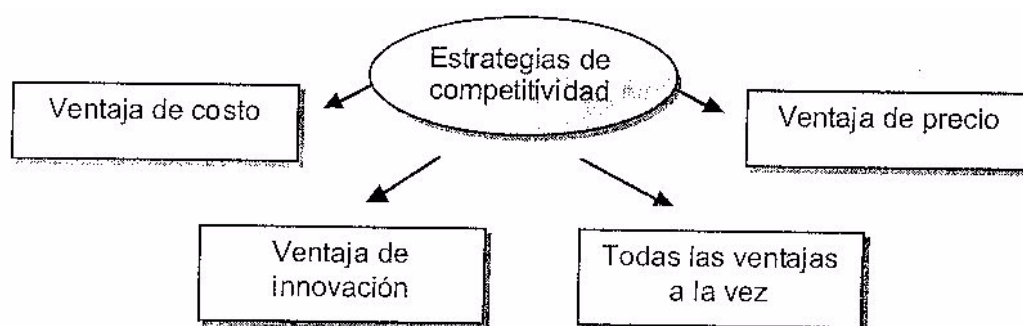 Estrategias de
competitividad
Ventaja de costo
Ventaja de precio
Ventaja de
innovación
Todas las ventajas
a la vez